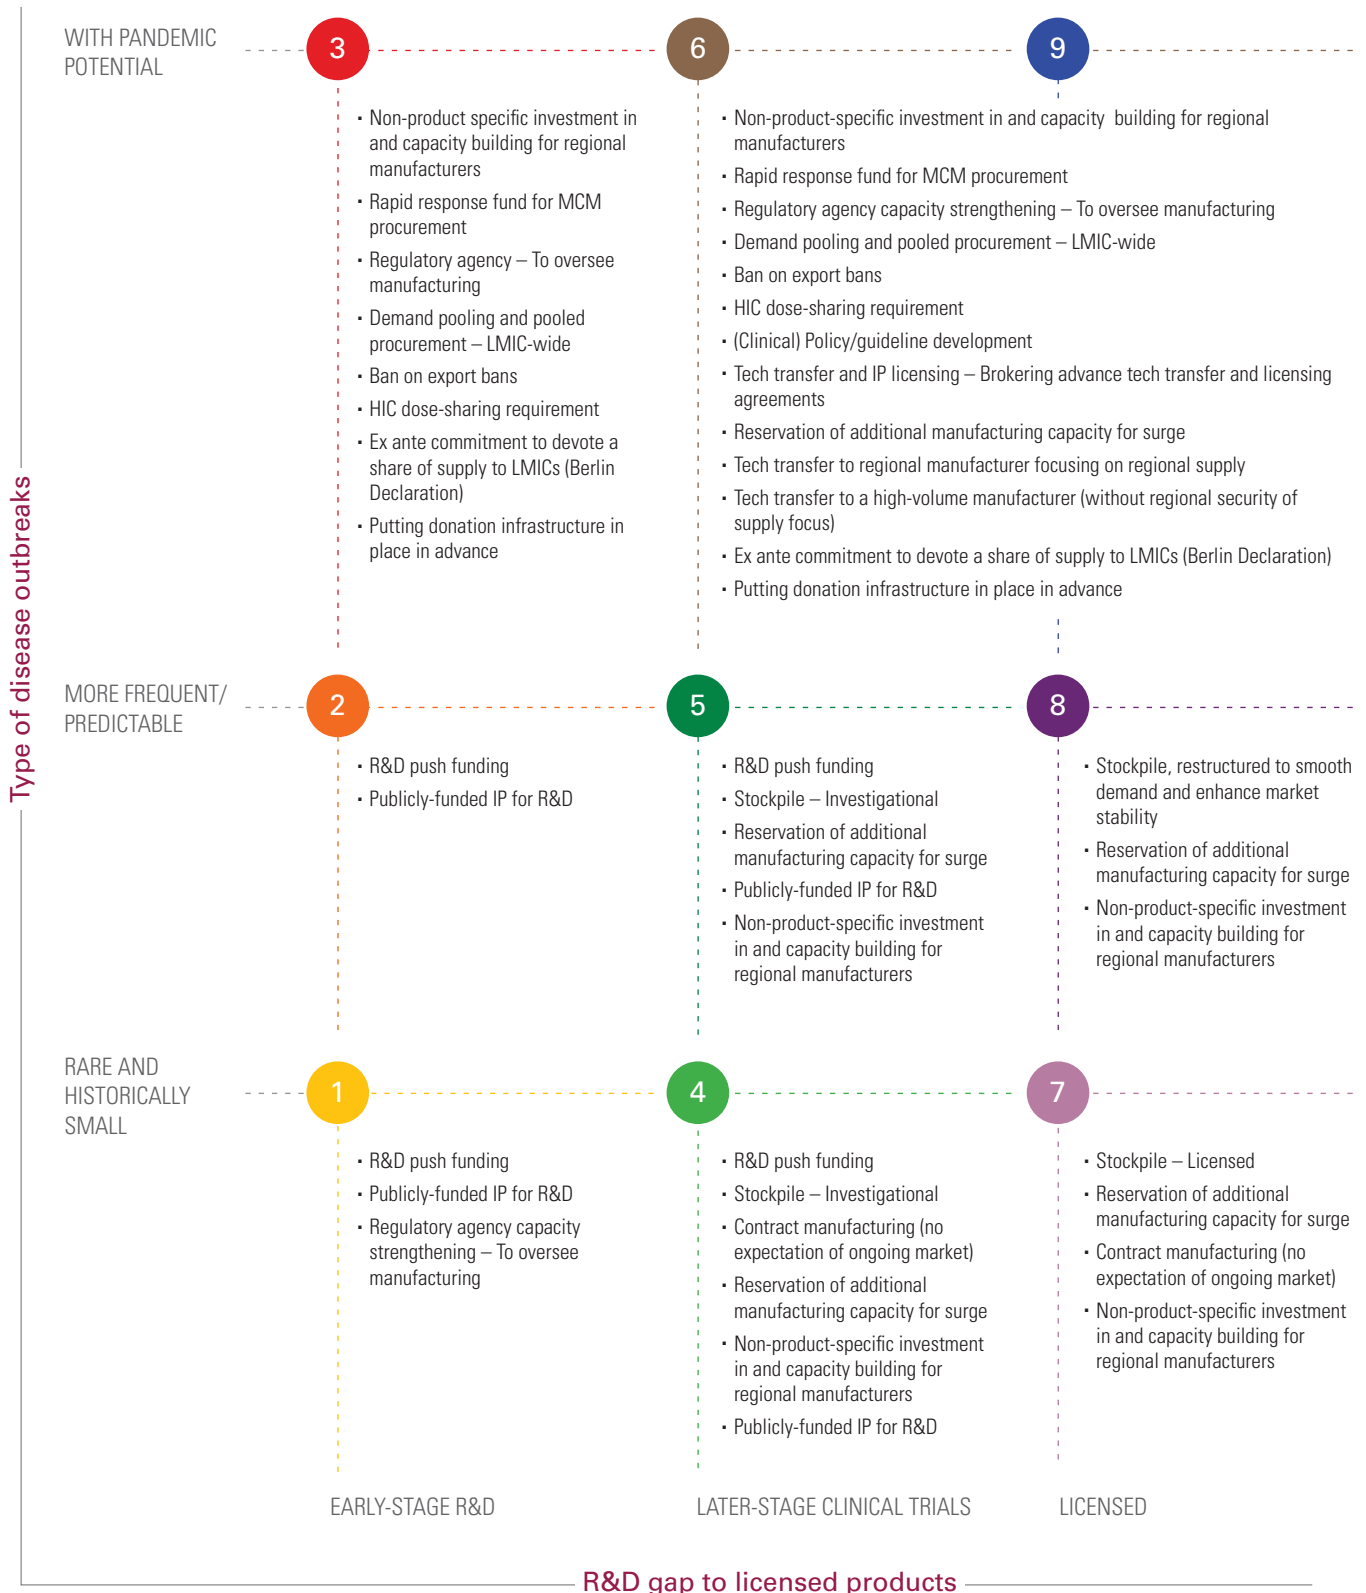 Type of disease outbreaks
WITH PANDEMIC
POTENTIAL
3
6
9
· Non-product specific investment in
and capacity building for regional
manufacturers
· Rapid response fund for MCM
procurement
· Regulatory agency – To oversee
manufacturing
· Demand pooling and pooled
procurement – LMIC-wide
· Ban on export bans
· HIC dose-sharing requirement
· Ex ante commitment to devote a
share of supply to LMICs (Berlin
Declaration)
· Putting donation infrastructure in
place in advance
· Non-product-specific investment in and capacity building for regional
manufacturers
· Rapid response fund for MCM procurement
· Regulatory agency capacity strengthening – To oversee manufacturing
· Demand pooling and pooled procurement – LMIC-wide
· Ban on export bans
· HIC dose-sharing requirement
· (Clinical) Policy/guideline development
· Tech transfer and IP licensing – Brokering advance tech transfer and licensing
agreements
· Reservation of additional manufacturing capacity for surge
· Tech transfer to regional manufacturer focusing on regional supply
· Tech transfer to a high-volume manufacturer (without regional security of
supply focus)
· Ex ante commitment to devote a share of supply to LMICs (Berlin Declaration)
· Putting donation infrastructure in place in advance
MORE FREQUENT/
PREDICTABLE
2
5
8
· R&D push funding
· Publicly-funded IP for R&D
· R&D push funding
· Stockpile – Investigational
· Reservation of additional
manufacturing capacity for surge
· Publicly-funded IP for R&D
· Non-product-specific investment
in and capacity building for
regional manufacturers
· Stockpile, restructured to smooth
demand and enhance market
stability
· Reservation of additional
manufacturing capacity for surge
· Non-product-specific investment
in and capacity building for
regional manufacturers
RARE AND
HISTORICALLY
SMALL
1
4
7
· R&D push funding
· Publicly-funded IP for R&D
· Regulatory agency capacity
strengthening – To oversee
manufacturing
· R&D push funding
· Stockpile – Investigational
· Contract manufacturing (no
expectation of ongoing market)
· Reservation of additional
manufacturing capacity for surge
· Non-product-specific investment
in and capacity building for
regional manufacturers
· Publicly-funded IP for R&D
· Stockpile – Licensed
· Reservation of additional
manufacturing capacity for surge
· Contract manufacturing (no
expectation of ongoing market)
· Non-product-specific investment
in and capacity building for
regional manufacturers
EARLY-STAGE R&D
LATER-STAGE CLINICAL TRIALS
LICENSED
R&D gap to licensed products